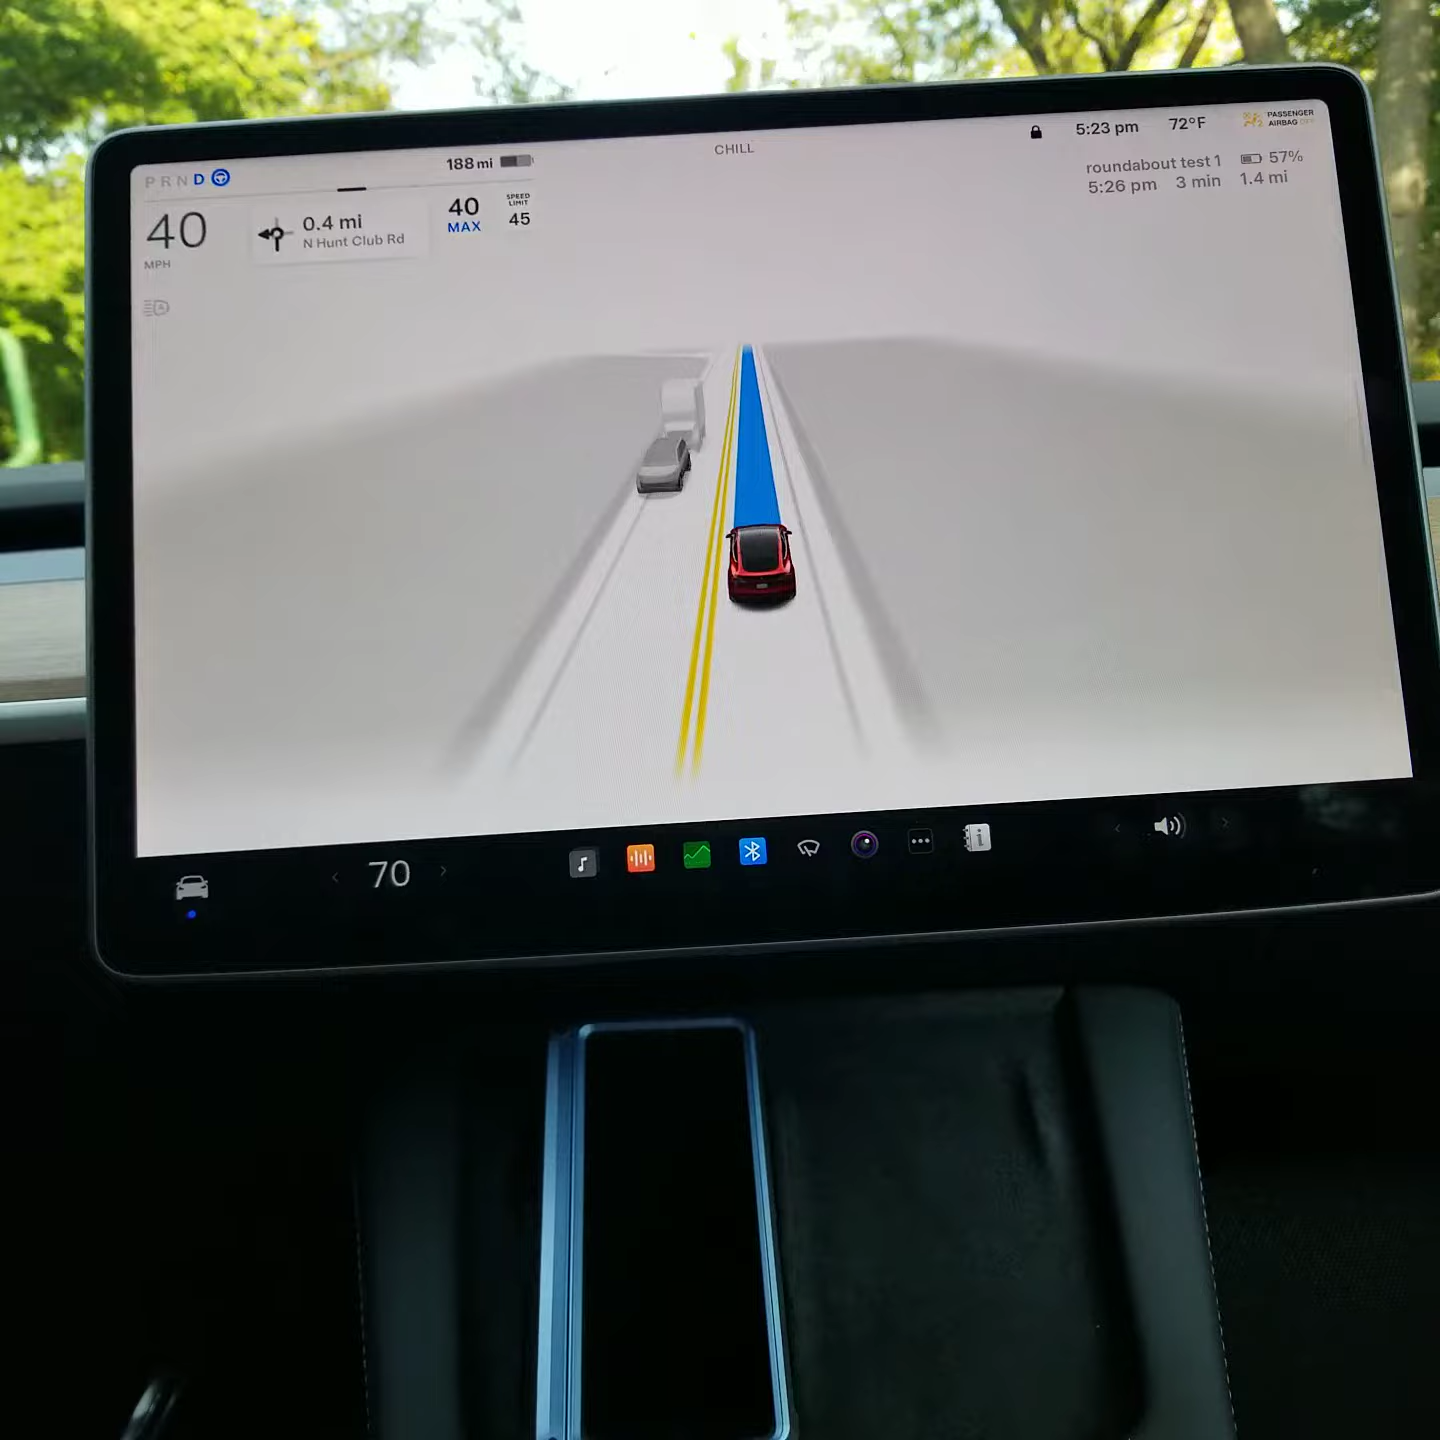 PRND
188 mi
CHILL
5:23 pm
72°F
PASSENGER
AIRBAG OFF
40
MPH
0.4 mi
N Hunt Club Rd
40
MAX
SPEED
LIMIT
45
roundabout test 1
57%
5:26 pm
3 min
1.4 mi
70